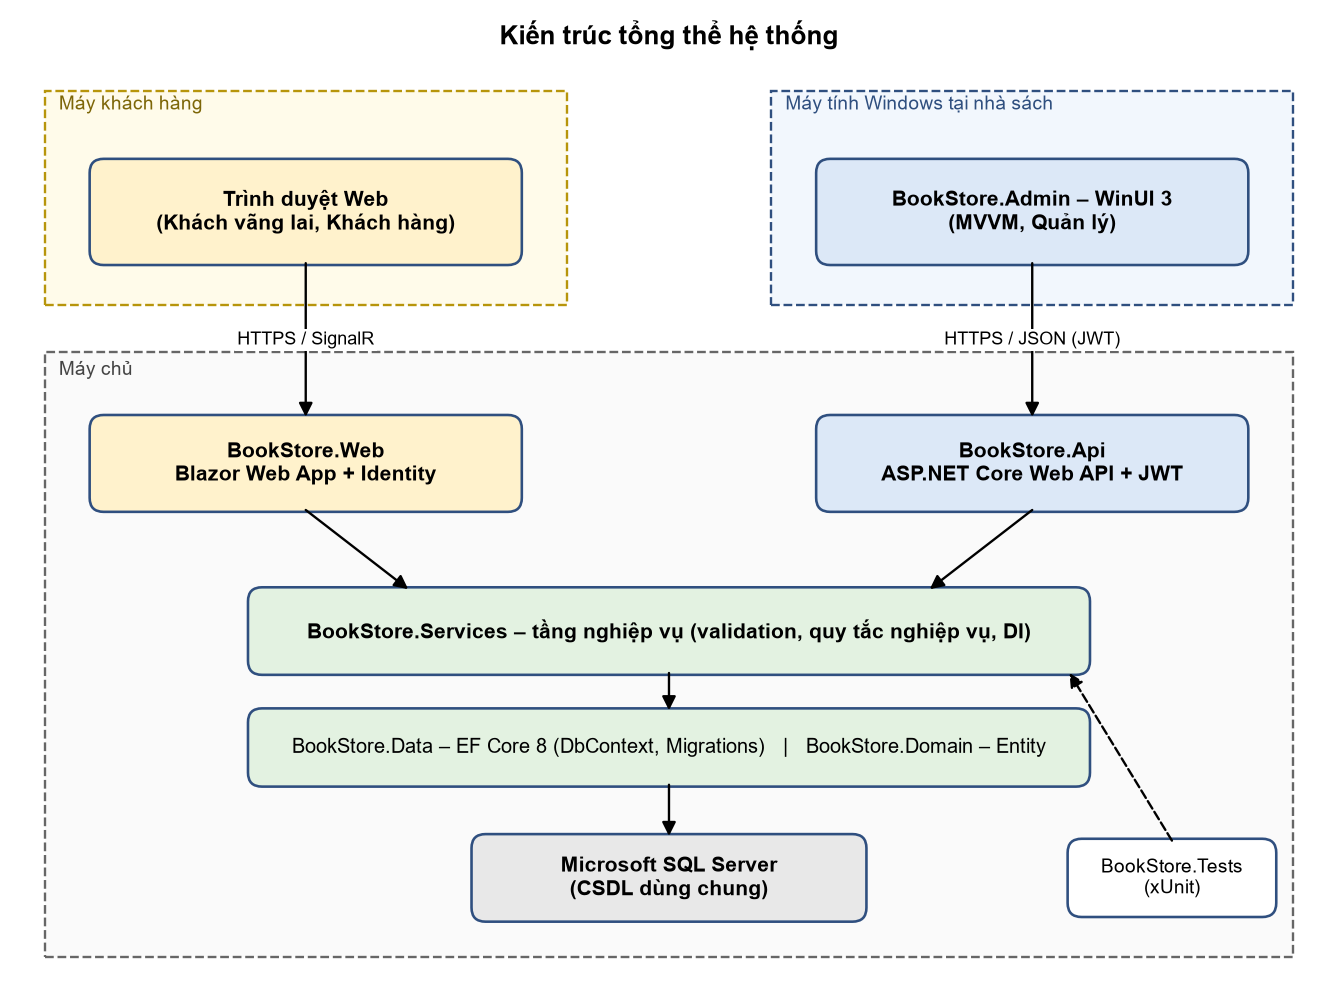 Kiến trúc tổng thể hệ thống
Máy khách hàng
Trình duyệt Web
(Khách vãng lai, Khách hàng)
Máy tính Windows tại nhà sách
BookStore.Admin – WinUI 3
(MVVM, Quản lý)
HTTPS / SignalR
HTTPS / JSON (JWT)
Máy chủ
BookStore.Web
Blazor Web App + Identity
BookStore.Api
ASP.NET Core Web API + JWT
BookStore.Services – tầng nghiệp vụ (validation, quy tắc nghiệp vụ, DI)
BookStore.Data – EF Core 8 (DbContext, Migrations) | BookStore.Domain – Entity
Microsoft SQL Server
(CSDL dùng chung)
BookStore.Tests
(xUnit)